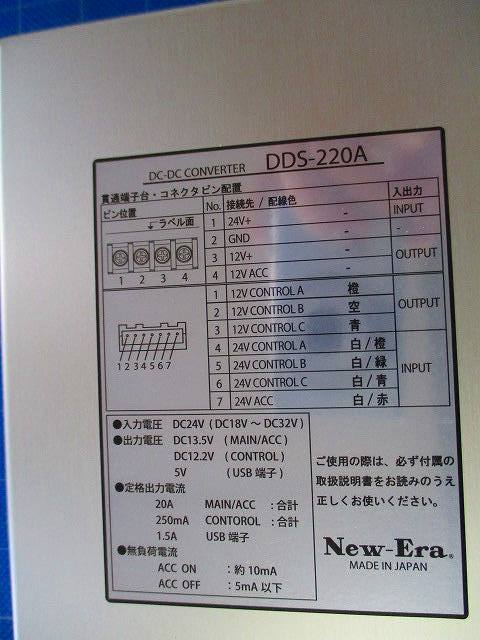 DC-DC CONVERTER DDS-220A
貫通端子台・コネクタピン配置
ピン位置 No. 接続先 / 配線色 入出力
↓ラベル面
1 2 3 4
1 24V+ - INPUT
2 GND - - -
3 12V+ - OUTPUT
4 12V ACC -
1 12V CONTROL A 橙 OUTPUT
2 12V CONTROL B 空
3 12V CONTROL C 青
1 2 3 4 5 6 7
4 24V CONTROL A 白 / 橙 INPUT
5 24V CONTROL B 白 / 緑
6 24V CONTROL C 白 / 青
7 24V ACC 白 / 赤
●入力電圧 DC24V ( DC18V ～ DC32V )
●出力電圧 DC13.5V (MAIN/ACC)
DC12.2V (CONTROL)
5V (USB 端子)
●定格出力電流
20A MAIN/ACC :合計
250mA CONTOROL :合計
1.5A USB 端子
●無負荷電流
ACC ON :約 10mA
ACC OFF :5mA 以下
ご使用の際は、必ず付属の
取扱説明書をお読みのうえ
正しくお使いください。
New-Era®
MADE IN JAPAN